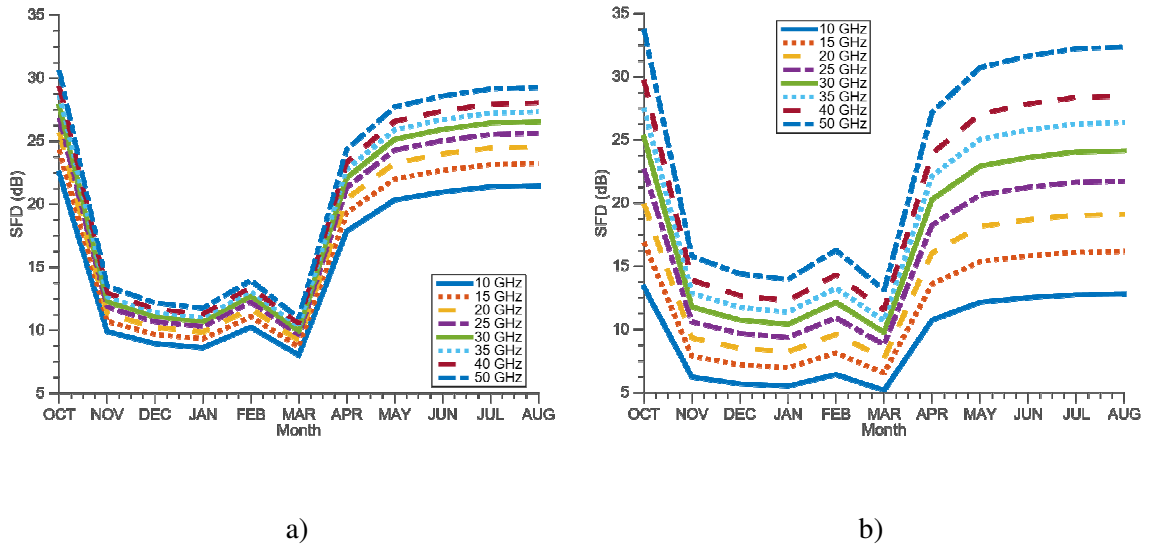 35
30
25
20
15
10
5
SFD (dB)
10 GHz
15 GHz
20 GHz
25 GHz
30 GHz
35 GHz
40 GHz
50 GHz
OCT NOV DEC JAN FEB MAR APR MAY JUN JUL AUG
Month
a)
35
30
25
20
15
10
5
SFD (dB)
10 GHz
15 GHz
20 GHz
25 GHz
30 GHz
35 GHz
40 GHz
50 GHz
OCT NOV DEC JAN FEB MAR APR MAY JUN JUL AUG
Month
b)